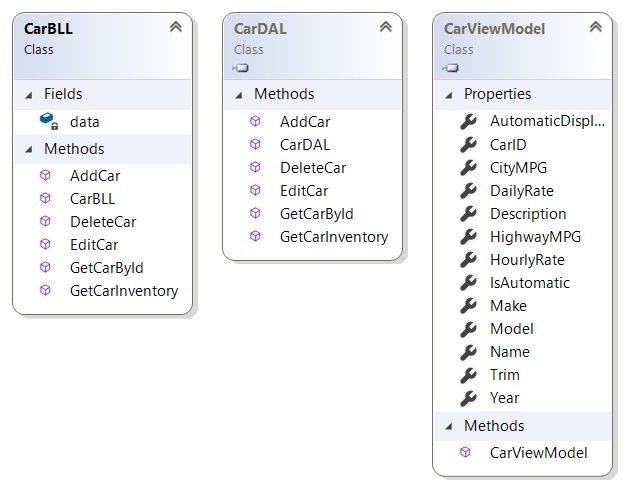 CarBLL
Class
Fields
data
Methods
AddCar
CarBLL
DeleteCar
EditCar
GetCarById
GetCarInventory
CarDAL
Class
Methods
AddCar
CarDAL
DeleteCar
EditCar
GetCarById
GetCarInventory
CarViewModel
Class
Properties
AutomaticDispl...
CarID
CityMPG
DailyRate
Description
HighwayMPG
HourlyRate
IsAutomatic
Make
Model
Name
Trim
Year
Methods
CarViewModel